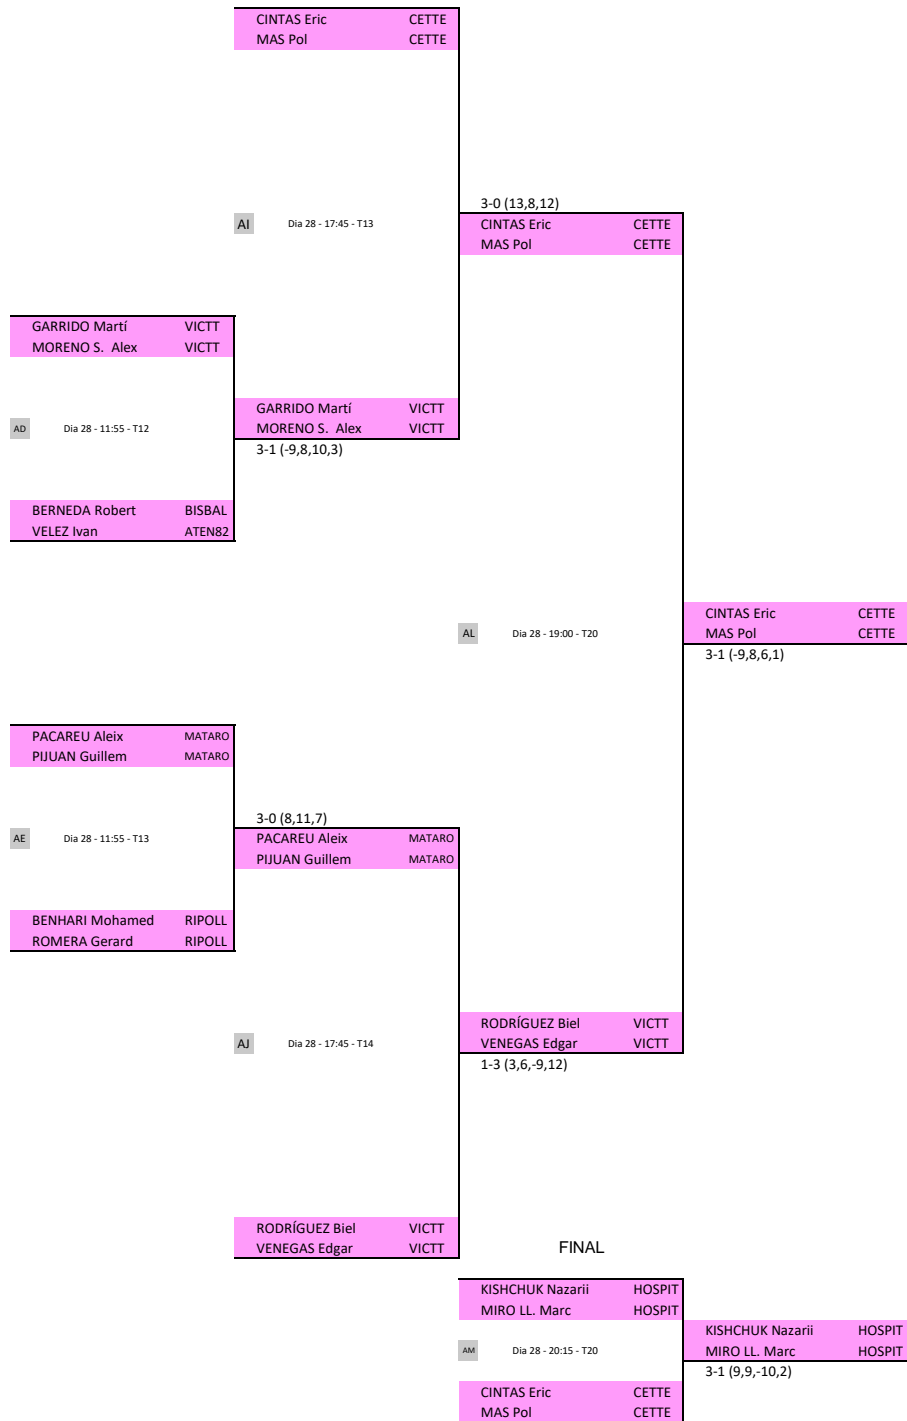 CINTAS Eric CETTE
MAS Pol CETTE
3-0 (13,8,12)
AI Dia 28 - 17:45 - T13
CINTAS Eric CETTE
MAS Pol CETTE
GARRIDO Martí VICTT
MORENO S.  Alex VICTT
GARRIDO Martí VICTT
AD Dia 28 - 11:55 - T12
MORENO S.  Alex VICTT
3-1 (-9,8,10,3)
BERNEDA Robert BISBAL
VELEZ Ivan ATEN82
CINTAS Eric CETTE
AL Dia 28 - 19:00 - T20
MAS Pol CETTE
3-1 (-9,8,6,1)
PACAREU Aleix MATARO
PIJUAN Guillem MATARO
3-0 (8,11,7)
AE Dia 28 - 11:55 - T13
PACAREU Aleix MATARO
PIJUAN Guillem MATARO
BENHARI Mohamed RIPOLL
ROMERA Gerard RIPOLL
RODRÍGUEZ Biel VICTT
AJ Dia 28 - 17:45 - T14
VENEGAS Edgar VICTT
1-3 (3,6,-9,12)
RODRÍGUEZ Biel VICTT
VENEGAS Edgar VICTT
FINAL
KISHCHUK Nazarii HOSPIT
MIRO LL. Marc HOSPIT
KISHCHUK Nazarii HOSPIT
AM Dia 28 - 20:15 - T20
MIRO LL. Marc HOSPIT
3-1 (9,9,-10,2)
CINTAS Eric CETTE
MAS Pol CETTE